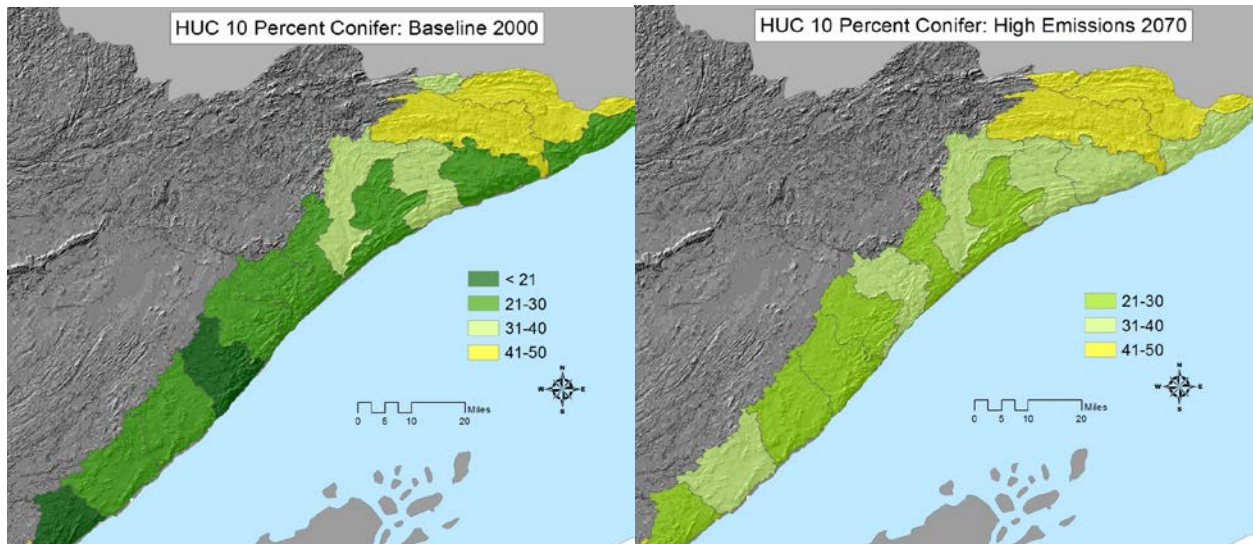 HUC 10 Percent Conifer: Baseline 2000
< 21
21-30
31-40
41-50
N
W E
S
0 5 10 20 Miles
HUC 10 Percent Conifer: High Emissions 2070
21-30
31-40
41-50
N
W E
S
0 5 10 20 Miles